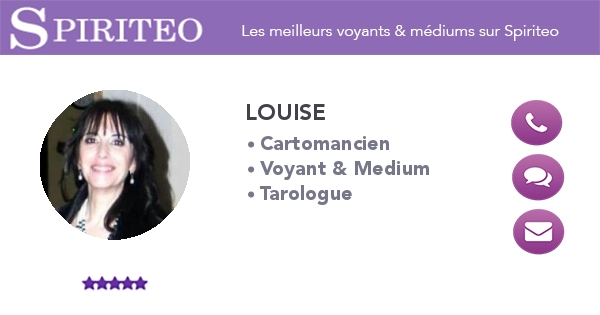 SPIRITEO
Les meilleurs voyants & médiums sur Spiriteo
LOUISE
• Cartomancien
• Voyant & Medium
• Tarologue